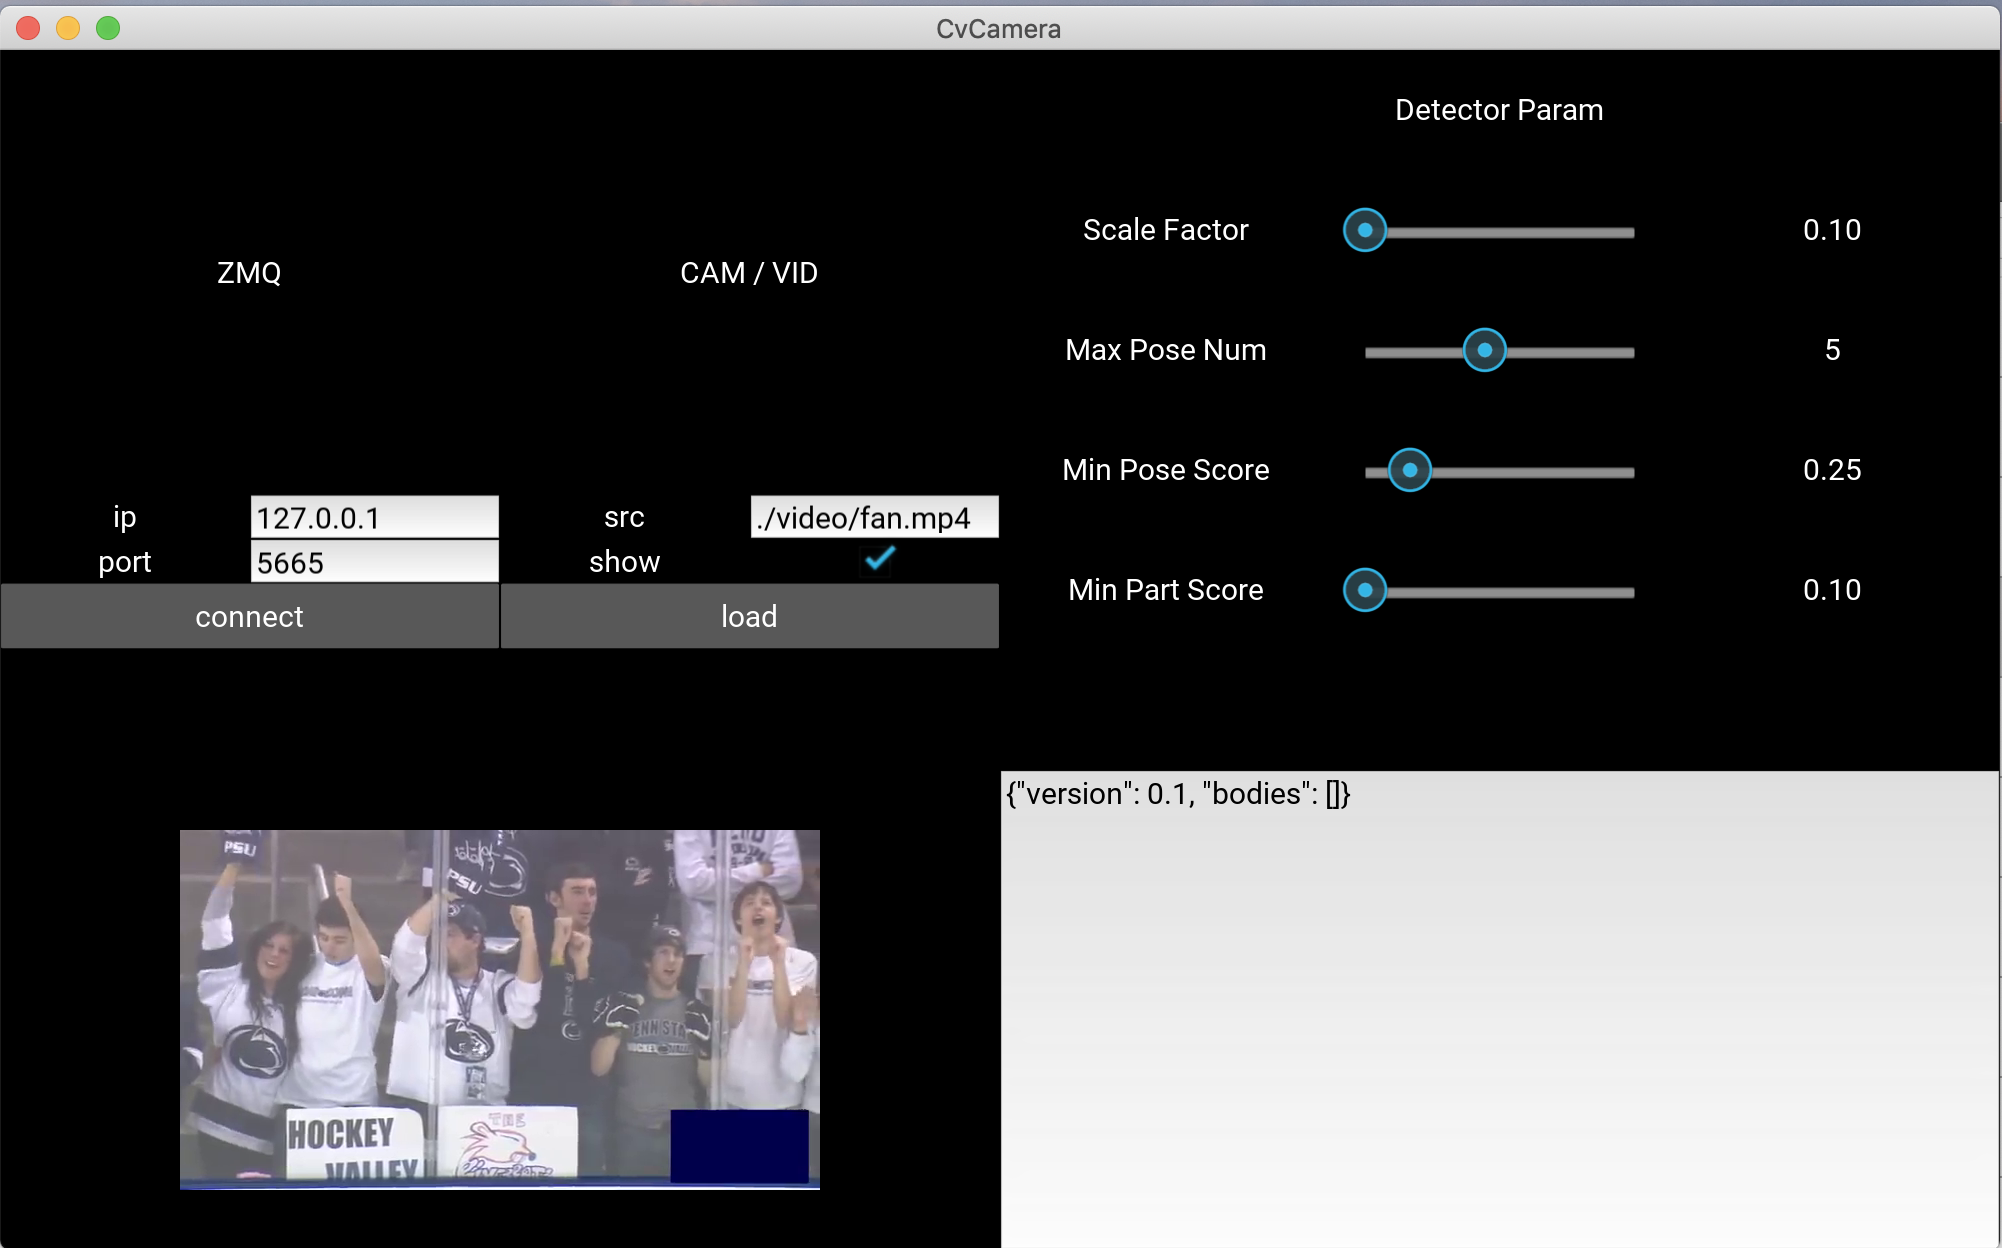 CvCamera
Detector Param
Scale Factor 0.10
ZMQ CAM / VID
Max Pose Num 5
Min Pose Score 0.25
ip 127.0.0.1 src ./video/fan.mp4
port 5665 show
Min Part Score 0.10
connect load
{"version": 0.1, "bodies": []}
PSU
PSU
PENN STATE
HOCKEY
THE
HOCKEY
VALLEY